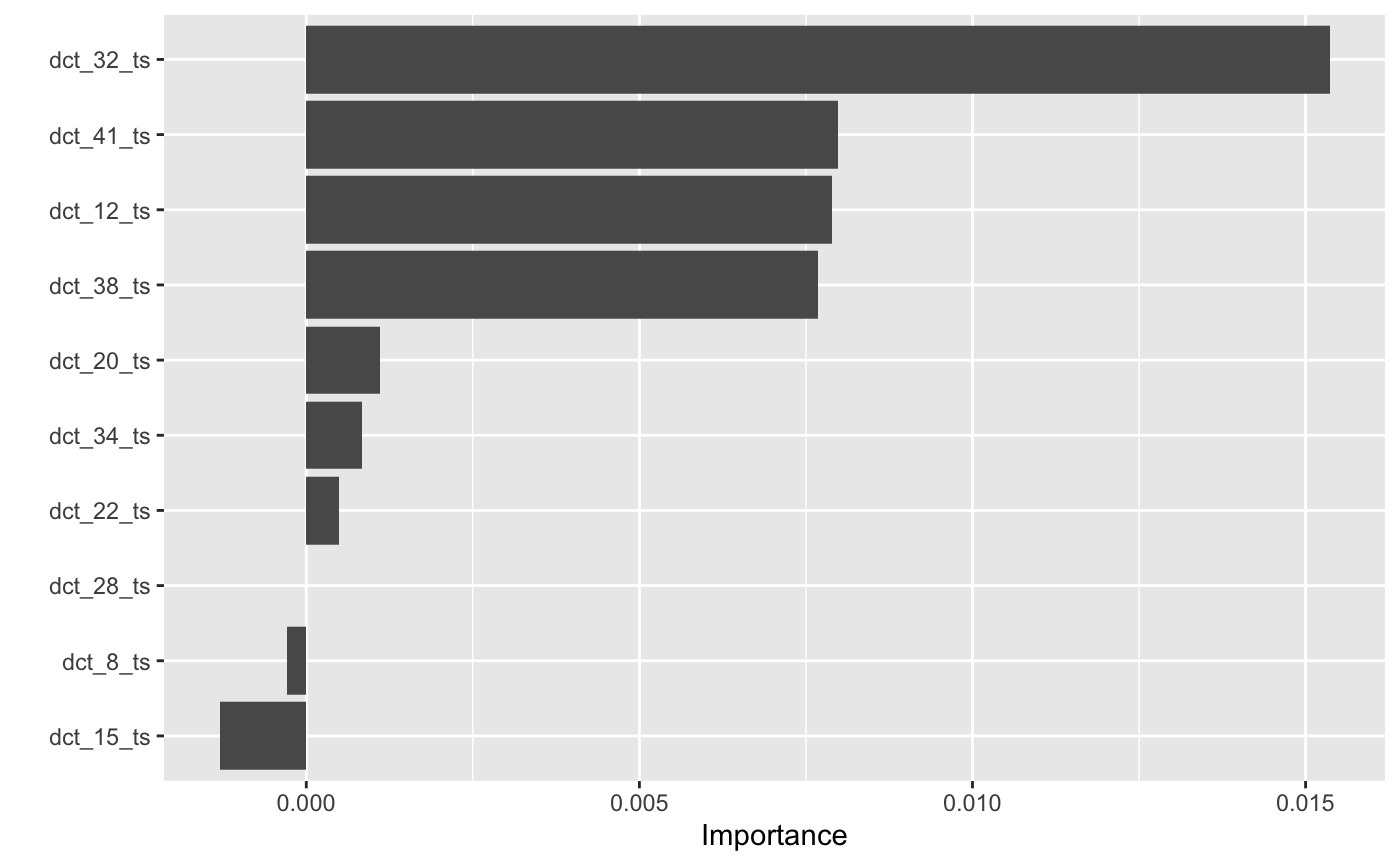 dct_32_ts
dct_41_ts
dct_12_ts
dct_38_ts
dct_20_ts
dct_34_ts
dct_22_ts
dct_28_ts
dct_8_ts
dct_15_ts
0.000 0.005 0.010 0.015
Importance